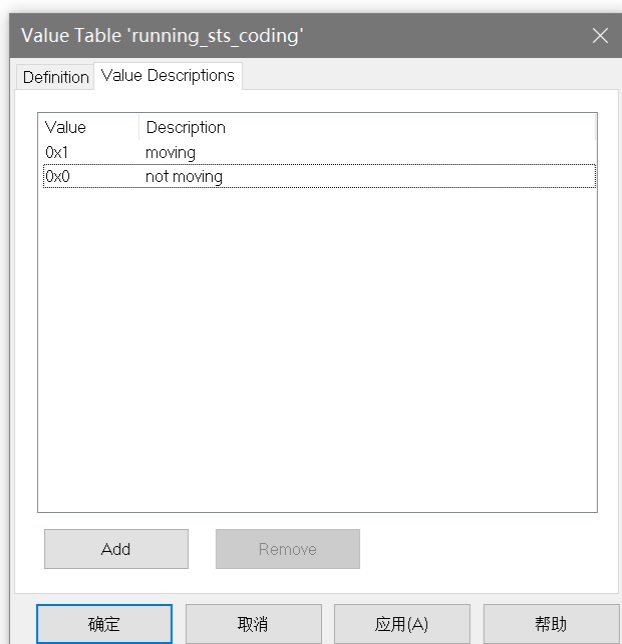 Value Table 'running_sts_coding'
Definition Value Descriptions
Value Description
0x1 moving
0x0 not moving
Add Remove
确定 取消 应用(A) 帮助